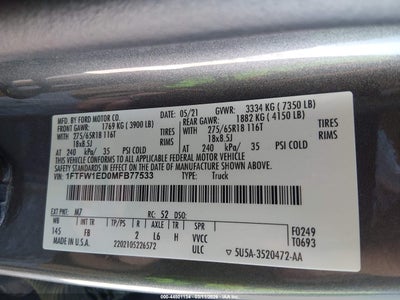 MFD. BY FORD MOTOR CO.
05/21 GVWR: 3334 KG ( 7350 LB)
FRONT GAWR: 1769 KG ( 3900 LB)
REAR GAWR: 1882 KG ( 4150 LB)
275/65R18 116T TIRES 275/65R18 116T TIRES
18x8.5J RIMS 18x8.5J RIMS
AT 240 kPa/ 35 PSI COLD AT 240 kPa/ 35 PSI COLD
THIS VEHICLE CONFORMS TO ALL APPLICABLE FEDERAL MOTOR VEHICLE
SAFETY STANDARDS IN EFFECT ON THE DATE OF MANUFACTURE SHOWN ABOVE.
VIN: 1FTFW1ED0MFB77533 TYPE: Truck
EXT PNT: M7 RC: 52 DSO:
WB INT TR TP/PS R AXLE TR SPR F0249
145 FB 2 L6 H VVCC T0693
ULC 2202105226572
5U5A-3520472-AA